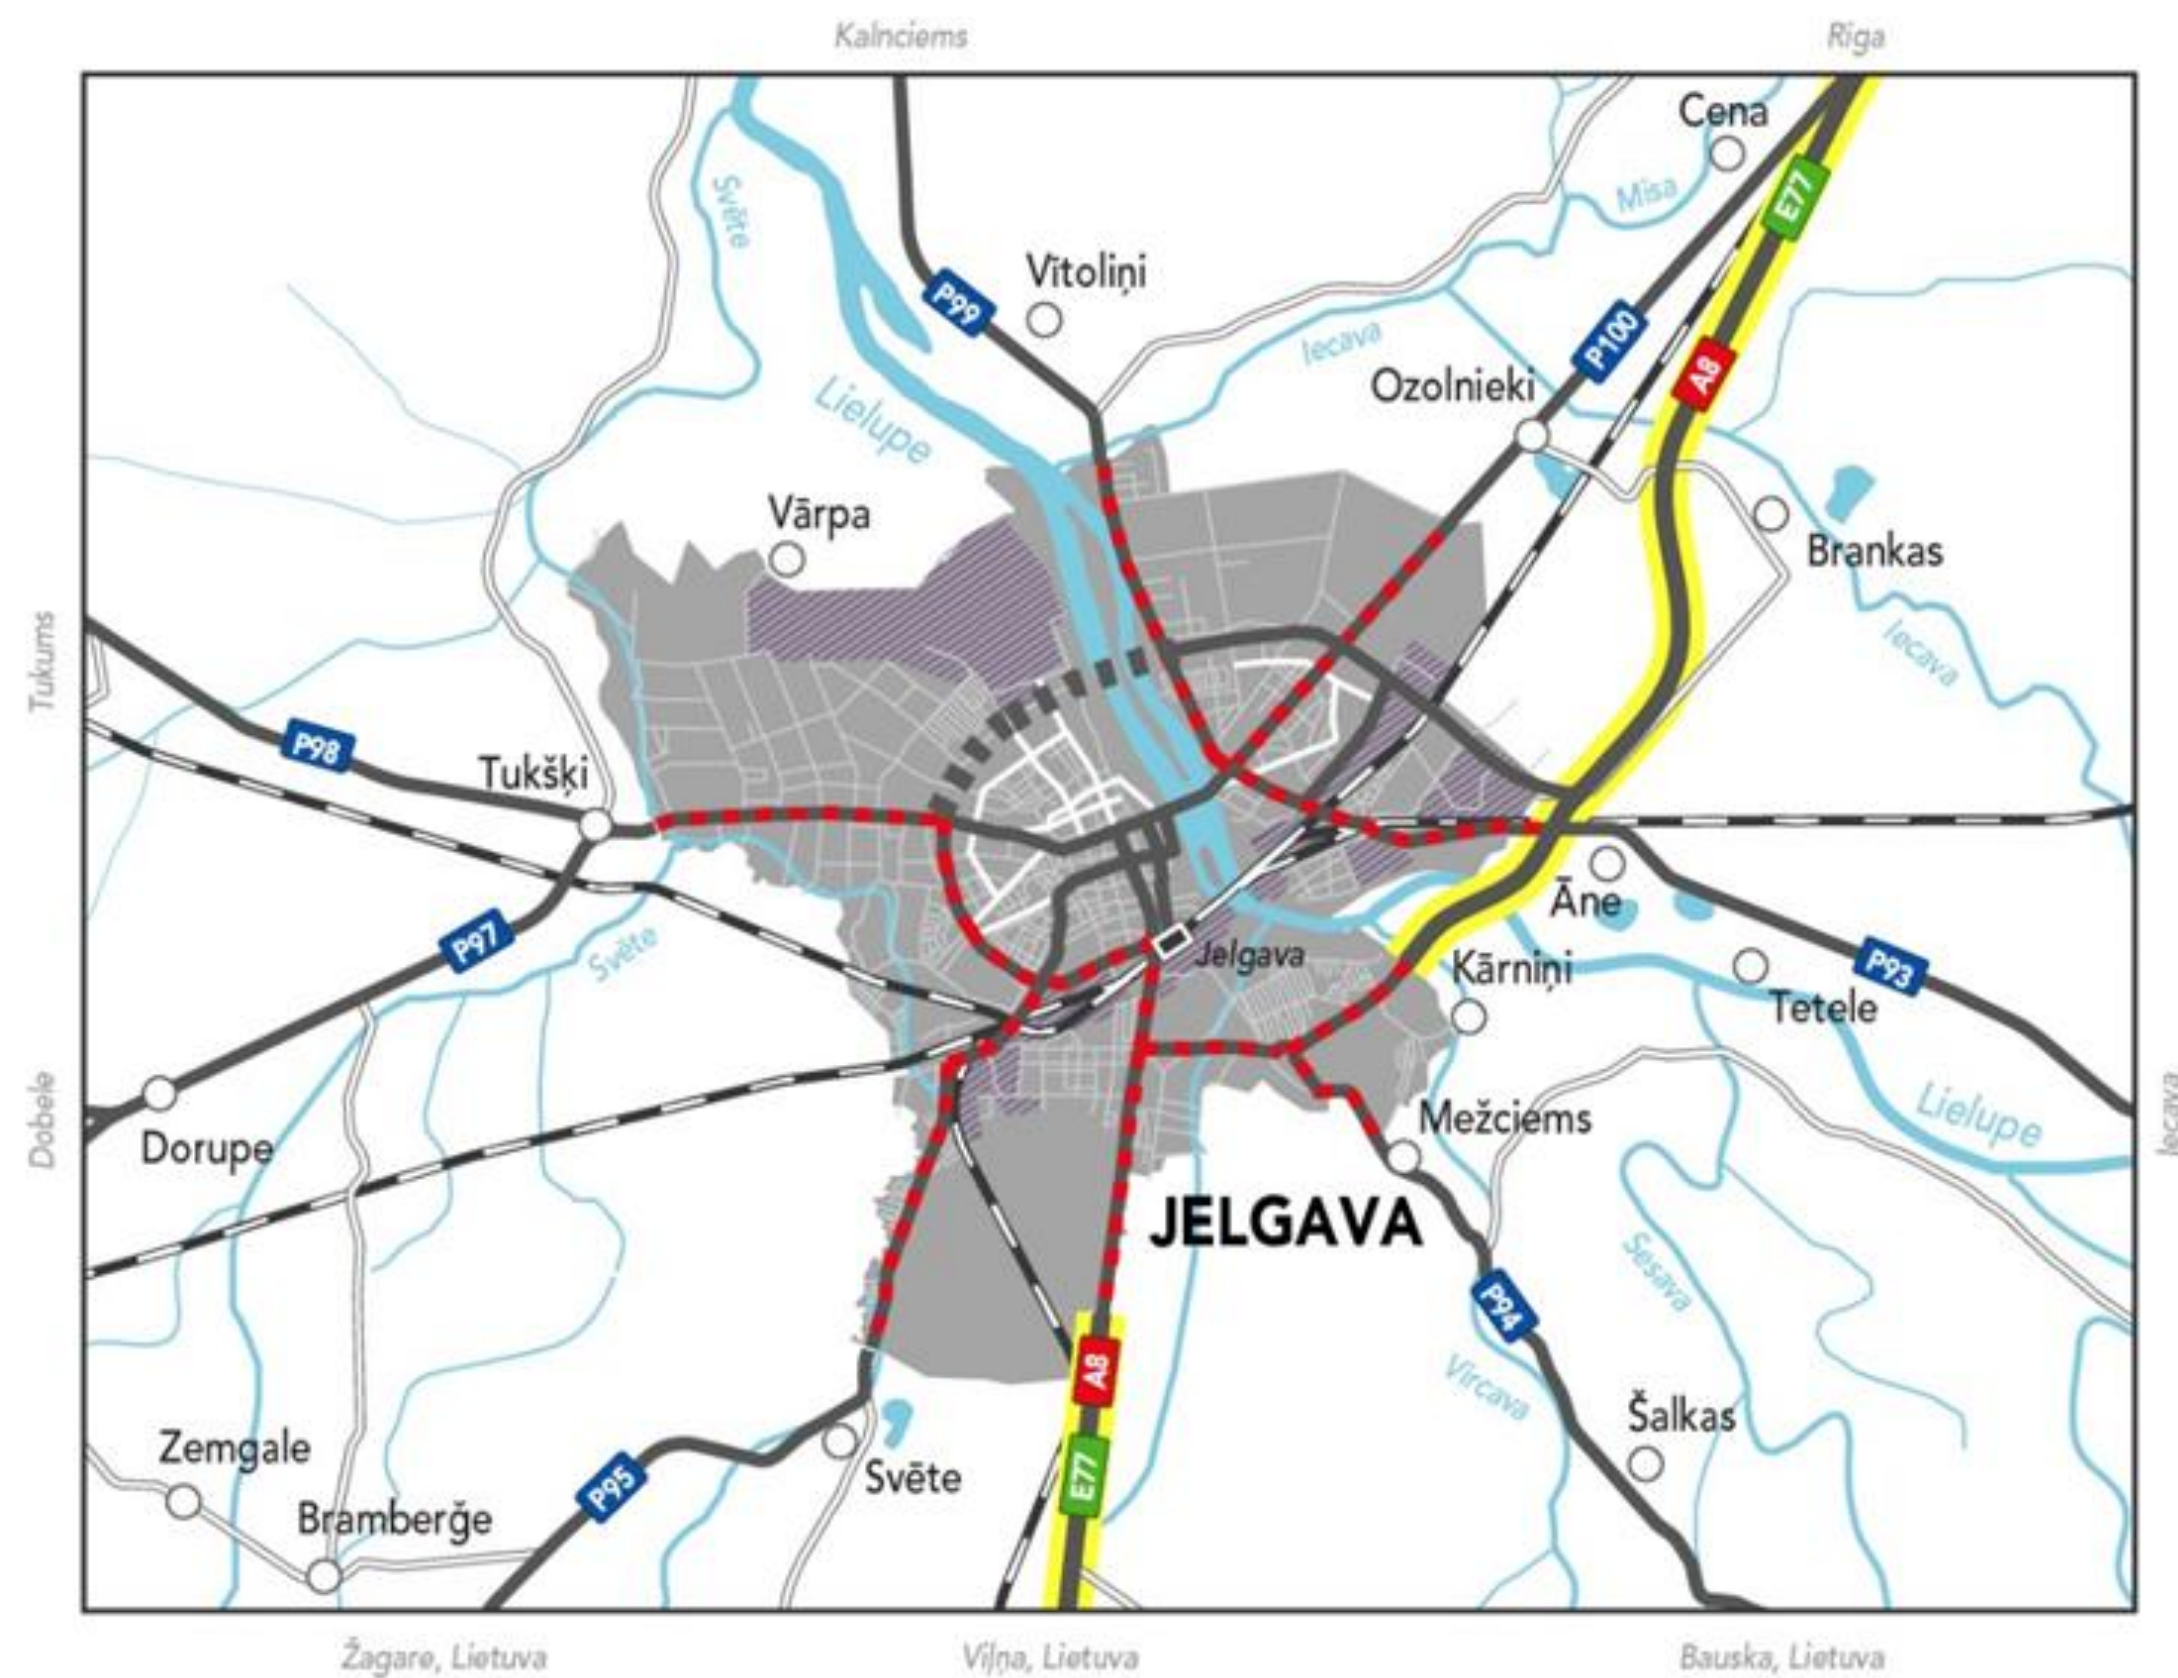 Kalnciems
Rīga
Cena
E77
Misa
Svēte
Vītoliņi
P99
P100
Iecava
A8
Ozolnieki
Lielupe
Vārpa
Brankas
Iecava
Tukums
P98
Tukšķi
Āne
P97
Svēte
Jelgava
Kārniņi
P93
Tetele
Dobele
Dorupe
Mežciems
Lielupe
Iecava
JELGAVA
Sesava
P94
A8
Vircava
Šalkas
Zemgale
E77
P95
Svēte
Bramberģe
Žagare, Lietuva
Viļņa, Lietuva
Bauska, Lietuva